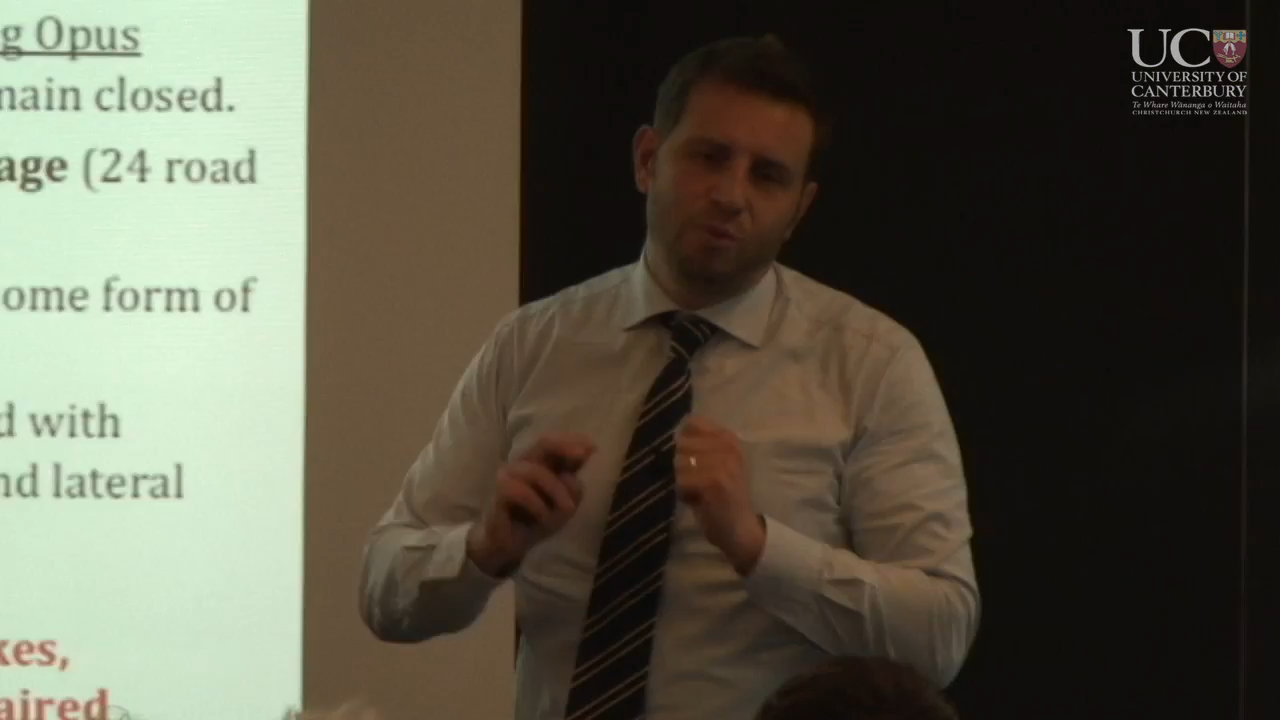 g Opus
main closed.
age (24 road
ome form of
d with
nd lateral
kes,
aired
UC
UNIVERSITY OF
CANTERBURY
Te Whare Wānanga o Waitaha
CHRISTCHURCH NEW ZEALAND